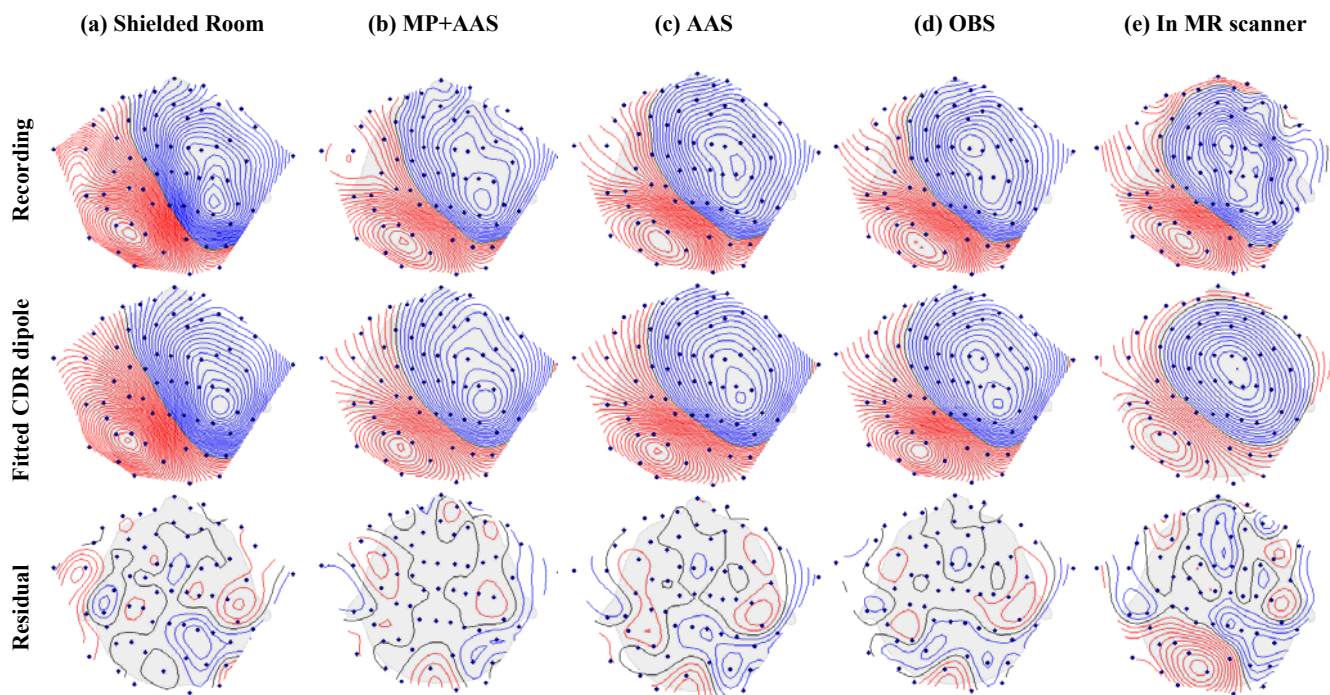 (a) Shielded Room (b) MP+AAS (c) AAS (d) OBS (e) In MR scanner
Recording
Fitted CDR dipole
Residual